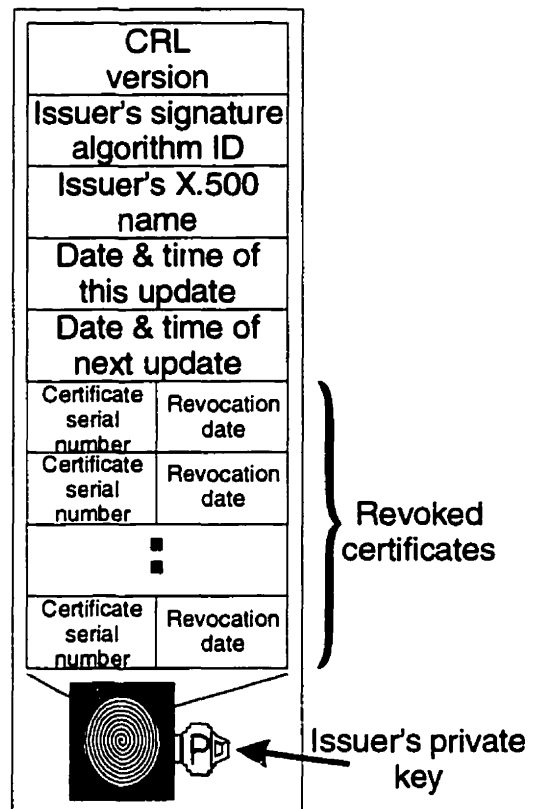 CRL
version
Issuer's signature
algorithm ID
Issuer's X.500
name
Date & time of
this update
Date & time of
next update
Certificate
serial
number
Revocation
date
Certificate
serial
number
Revocation
date
Revoked
certificates
Certificate
serial
number
Revocation
date
P
Issuer's private
key